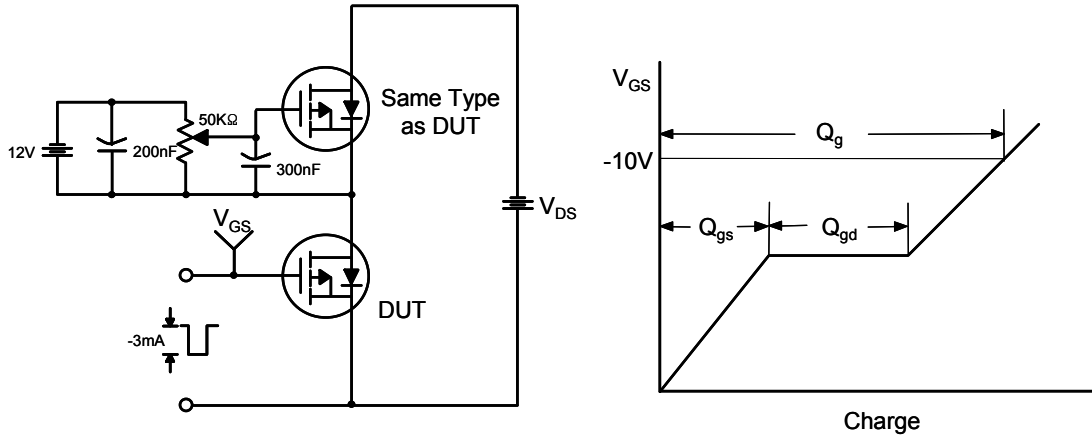 Same Type
as DUT
50KΩ
12V
200nF
300nF
V_GS
V_DS
DUT
-3mA
V_GS
Q_g
-10V
Q_gs
Q_gd
Charge